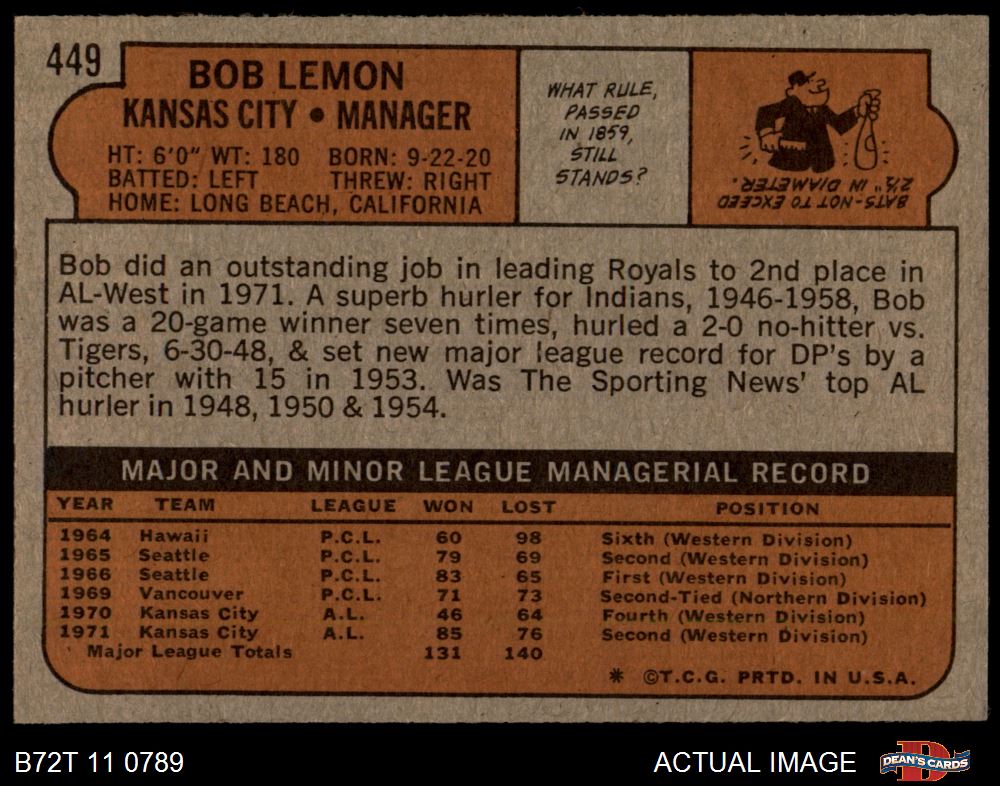 449
BOB LEMON
KANSAS CITY • MANAGER
HT: 6'0" WT: 180 BORN: 9-22-20
BATTED: LEFT THREW: RIGHT
HOME: LONG BEACH, CALIFORNIA
WHAT RULE,
PASSED
IN 1859,
STILL
STANDS?
BATS-NOT TO EXCEED
2½" IN DIAMETER.
Bob did an outstanding job in leading Royals to 2nd place in
AL-West in 1971. A superb hurler for Indians, 1946-1958, Bob
was a 20-game winner seven times, hurled a 2-0 no-hitter vs.
Tigers, 6-30-48, & set new major league record for DP's by a
pitcher with 15 in 1953. Was The Sporting News' top AL
hurler in 1948, 1950 & 1954.
MAJOR AND MINOR LEAGUE MANAGERIAL RECORD
YEAR TEAM LEAGUE WON LOST POSITION
1964 Hawaii P.C.L. 60 98 Sixth (Western Division)
1965 Seattle P.C.L. 79 69 Second (Western Division)
1966 Seattle P.C.L. 83 65 First (Western Division)
1969 Vancouver P.C.L. 71 73 Second-Tied (Northern Division)
1970 Kansas City A.L. 46 64 Fourth (Western Division)
1971 Kansas City A.L. 85 76 Second (Western Division)
Major League Totals 131 140
* ©T.C.G. PRTD. IN U.S.A.
B72T 11 0789 ACTUAL IMAGE
D
DEAN'S CARDS